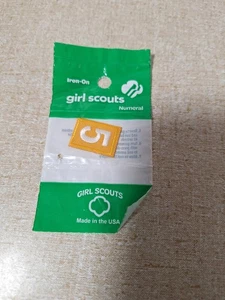 Iron-On
girl scouts
Numeral
5
GIRL SCOUTS
Made in the USA